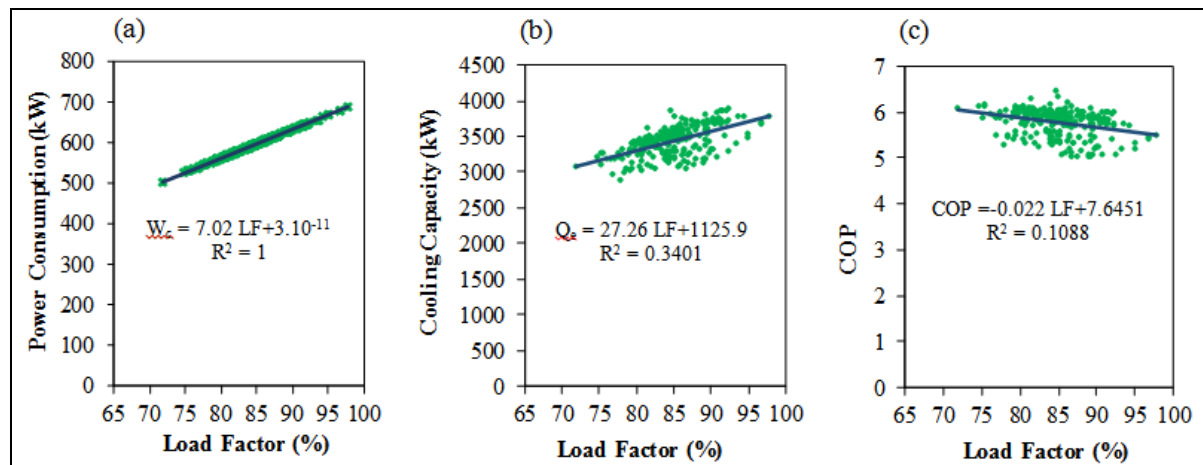 (a)
Power Consumption (kW)
800
700
600
500
400
300
200
100
0
W꜀ = 7.02 LF+3.10⁻¹¹
R² = 1
65 70 75 80 85 90 95 100
Load Factor (%)
(b)
Cooling Capacity (kW)
4500
4000
3500
3000
2500
2000
1500
1000
500
0
Qₑ = 27.26 LF+1125.9
R² = 0.3401
65 70 75 80 85 90 95 100
Load Factor (%)
(c)
COP
7
6
5
4
3
2
1
0
COP =-0.022 LF+7.6451
R² = 0.1088
65 70 75 80 85 90 95 100
Load Factor (%)